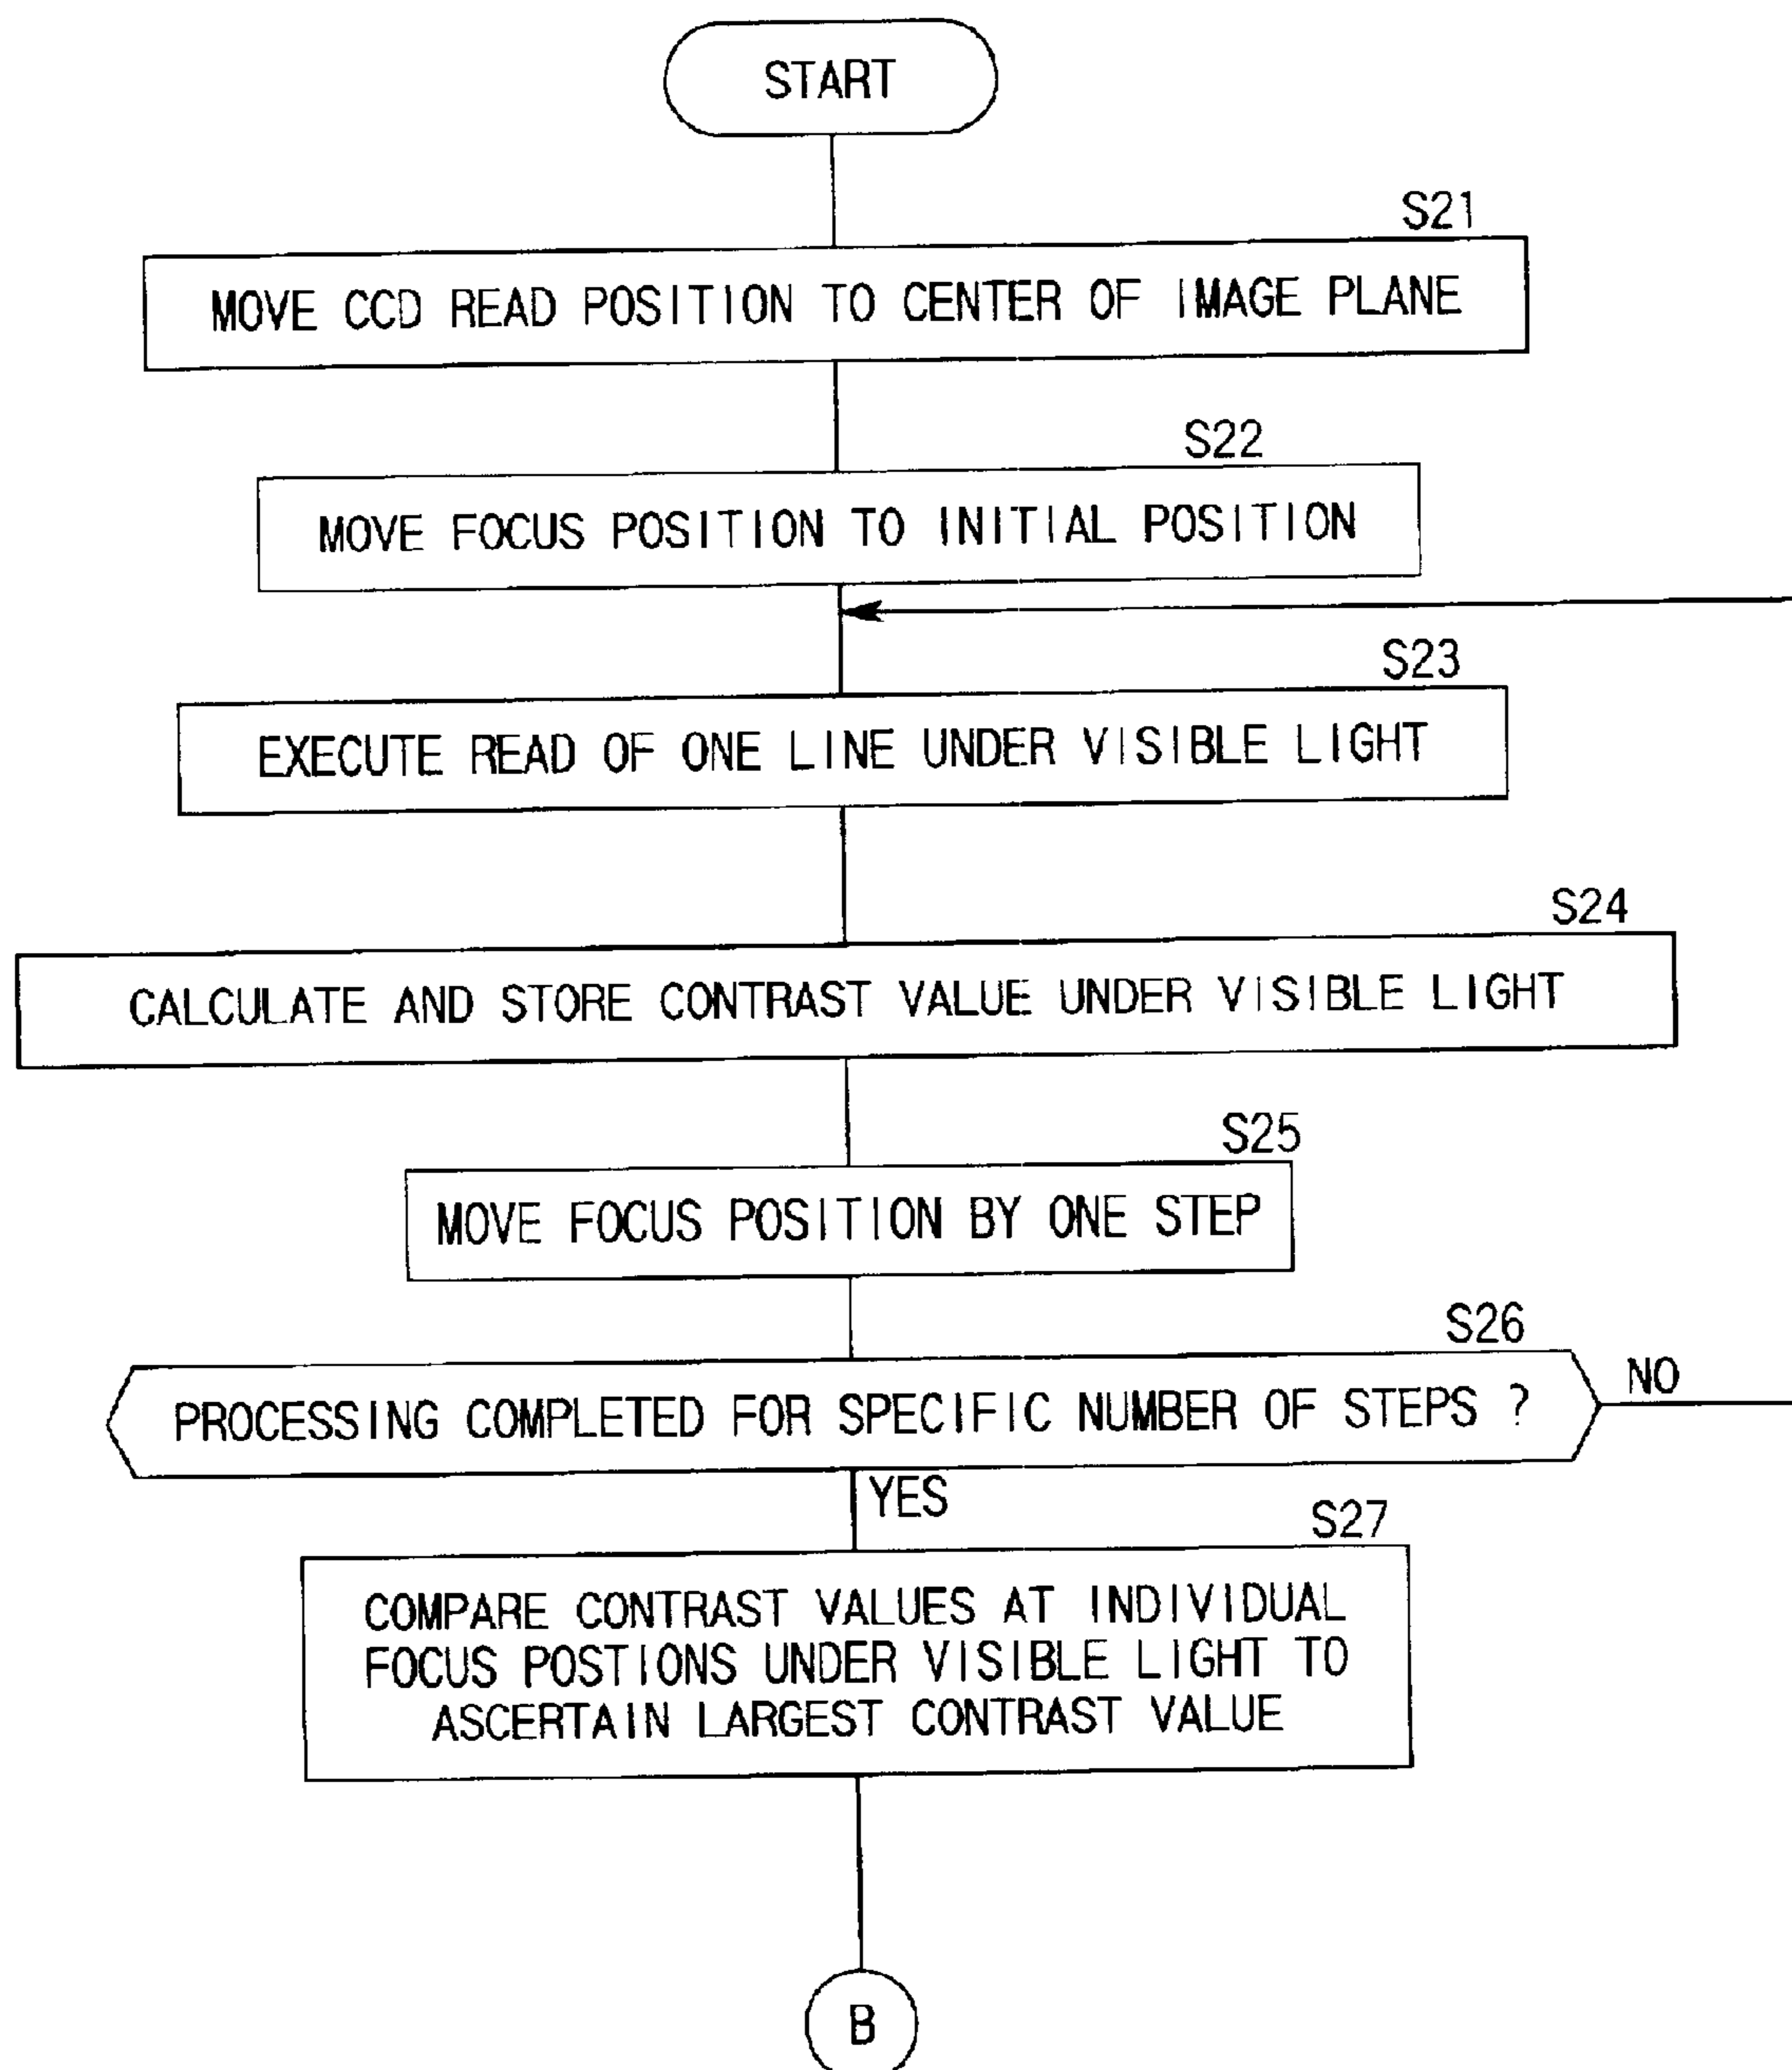 START
S21
MOVE CCD READ POSITION TO CENTER OF IMAGE PLANE
S22
MOVE FOCUS POSITION TO INITIAL POSITION
S23
EXECUTE READ OF ONE LINE UNDER VISIBLE LIGHT
S24
CALCULATE AND STORE CONTRAST VALUE UNDER VISIBLE LIGHT
S25
MOVE FOCUS POSITION BY ONE STEP
S26
PROCESSING COMPLETED FOR SPECIFIC NUMBER OF STEPS ?
NO
YES
S27
COMPARE CONTRAST VALUES AT INDIVIDUAL
FOCUS POSTIONS UNDER VISIBLE LIGHT TO
ASCERTAIN LARGEST CONTRAST VALUE
B